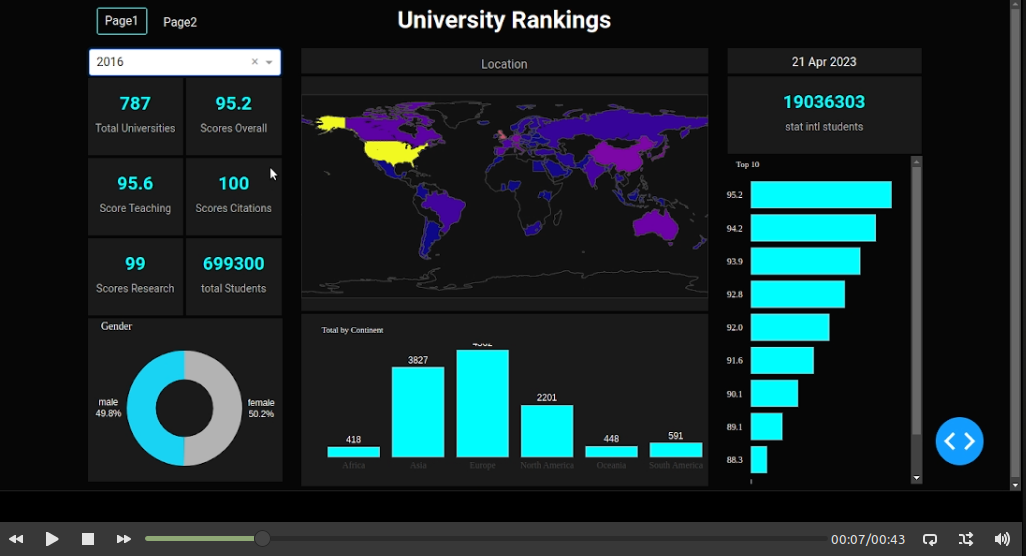 Page1
Page2
University Rankings
2016
Location
21 Apr 2023
787
Total Universities
95.2
Scores Overall
19036303
stat intl students
95.6
Score Teaching
100
Scores Citations
99
Scores Research
699300
total Students
Top 10
95.2
94.2
93.9
92.8
92.0
91.6
90.1
89.1
88.3
Gender
male
49.8%
female
50.2%
Total by Continent
418
3827
2201
448
591
Africa
Asia
Europe
North America
Oceania
South America
00:07/00:43